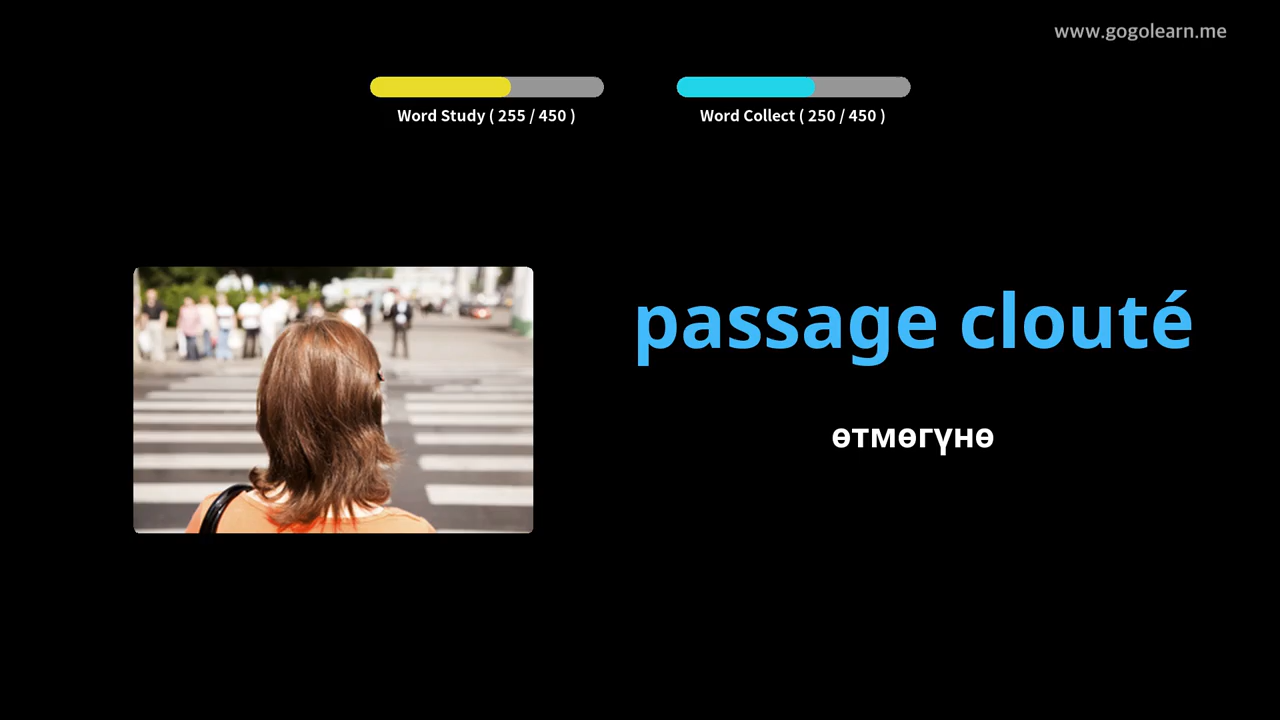 www.gogolearn.me
Word Study ( 255 / 450 )
Word Collect ( 250 / 450 )
passage clouté
өтмөгүнө